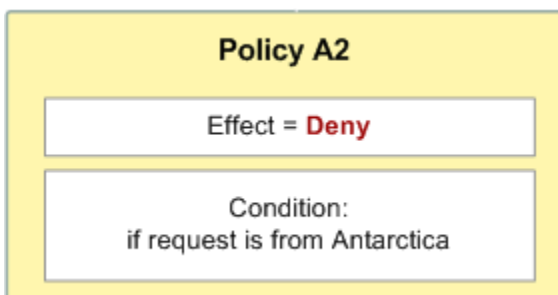 Policy A2
Effect = Deny
Condition:
if request is from Antarctica